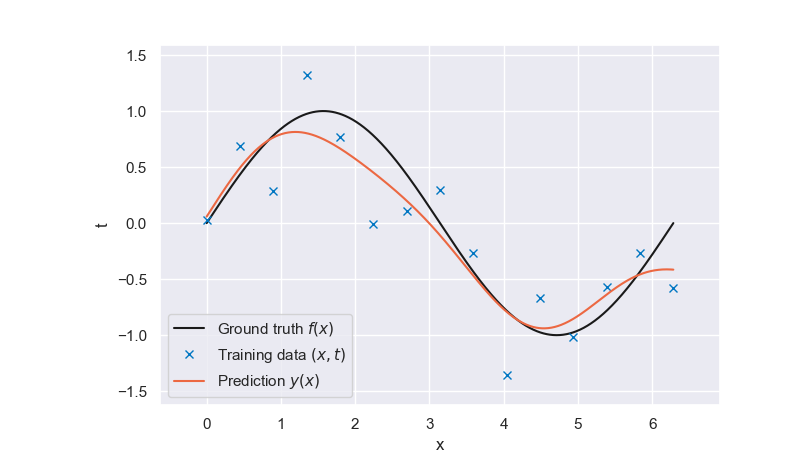 1.5
1.0
0.5
0.0
−0.5
−1.0
−1.5
t
Ground truth f(x)
Training data (x, t)
Prediction y(x)
0 1 2 3 4 5 6
x